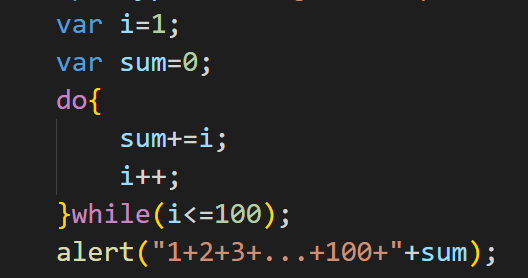 var i=1;
var sum=0;
do{
    sum+=i;
    i++;
}while(i<=100);
alert("1+2+3+...+100+"+sum);